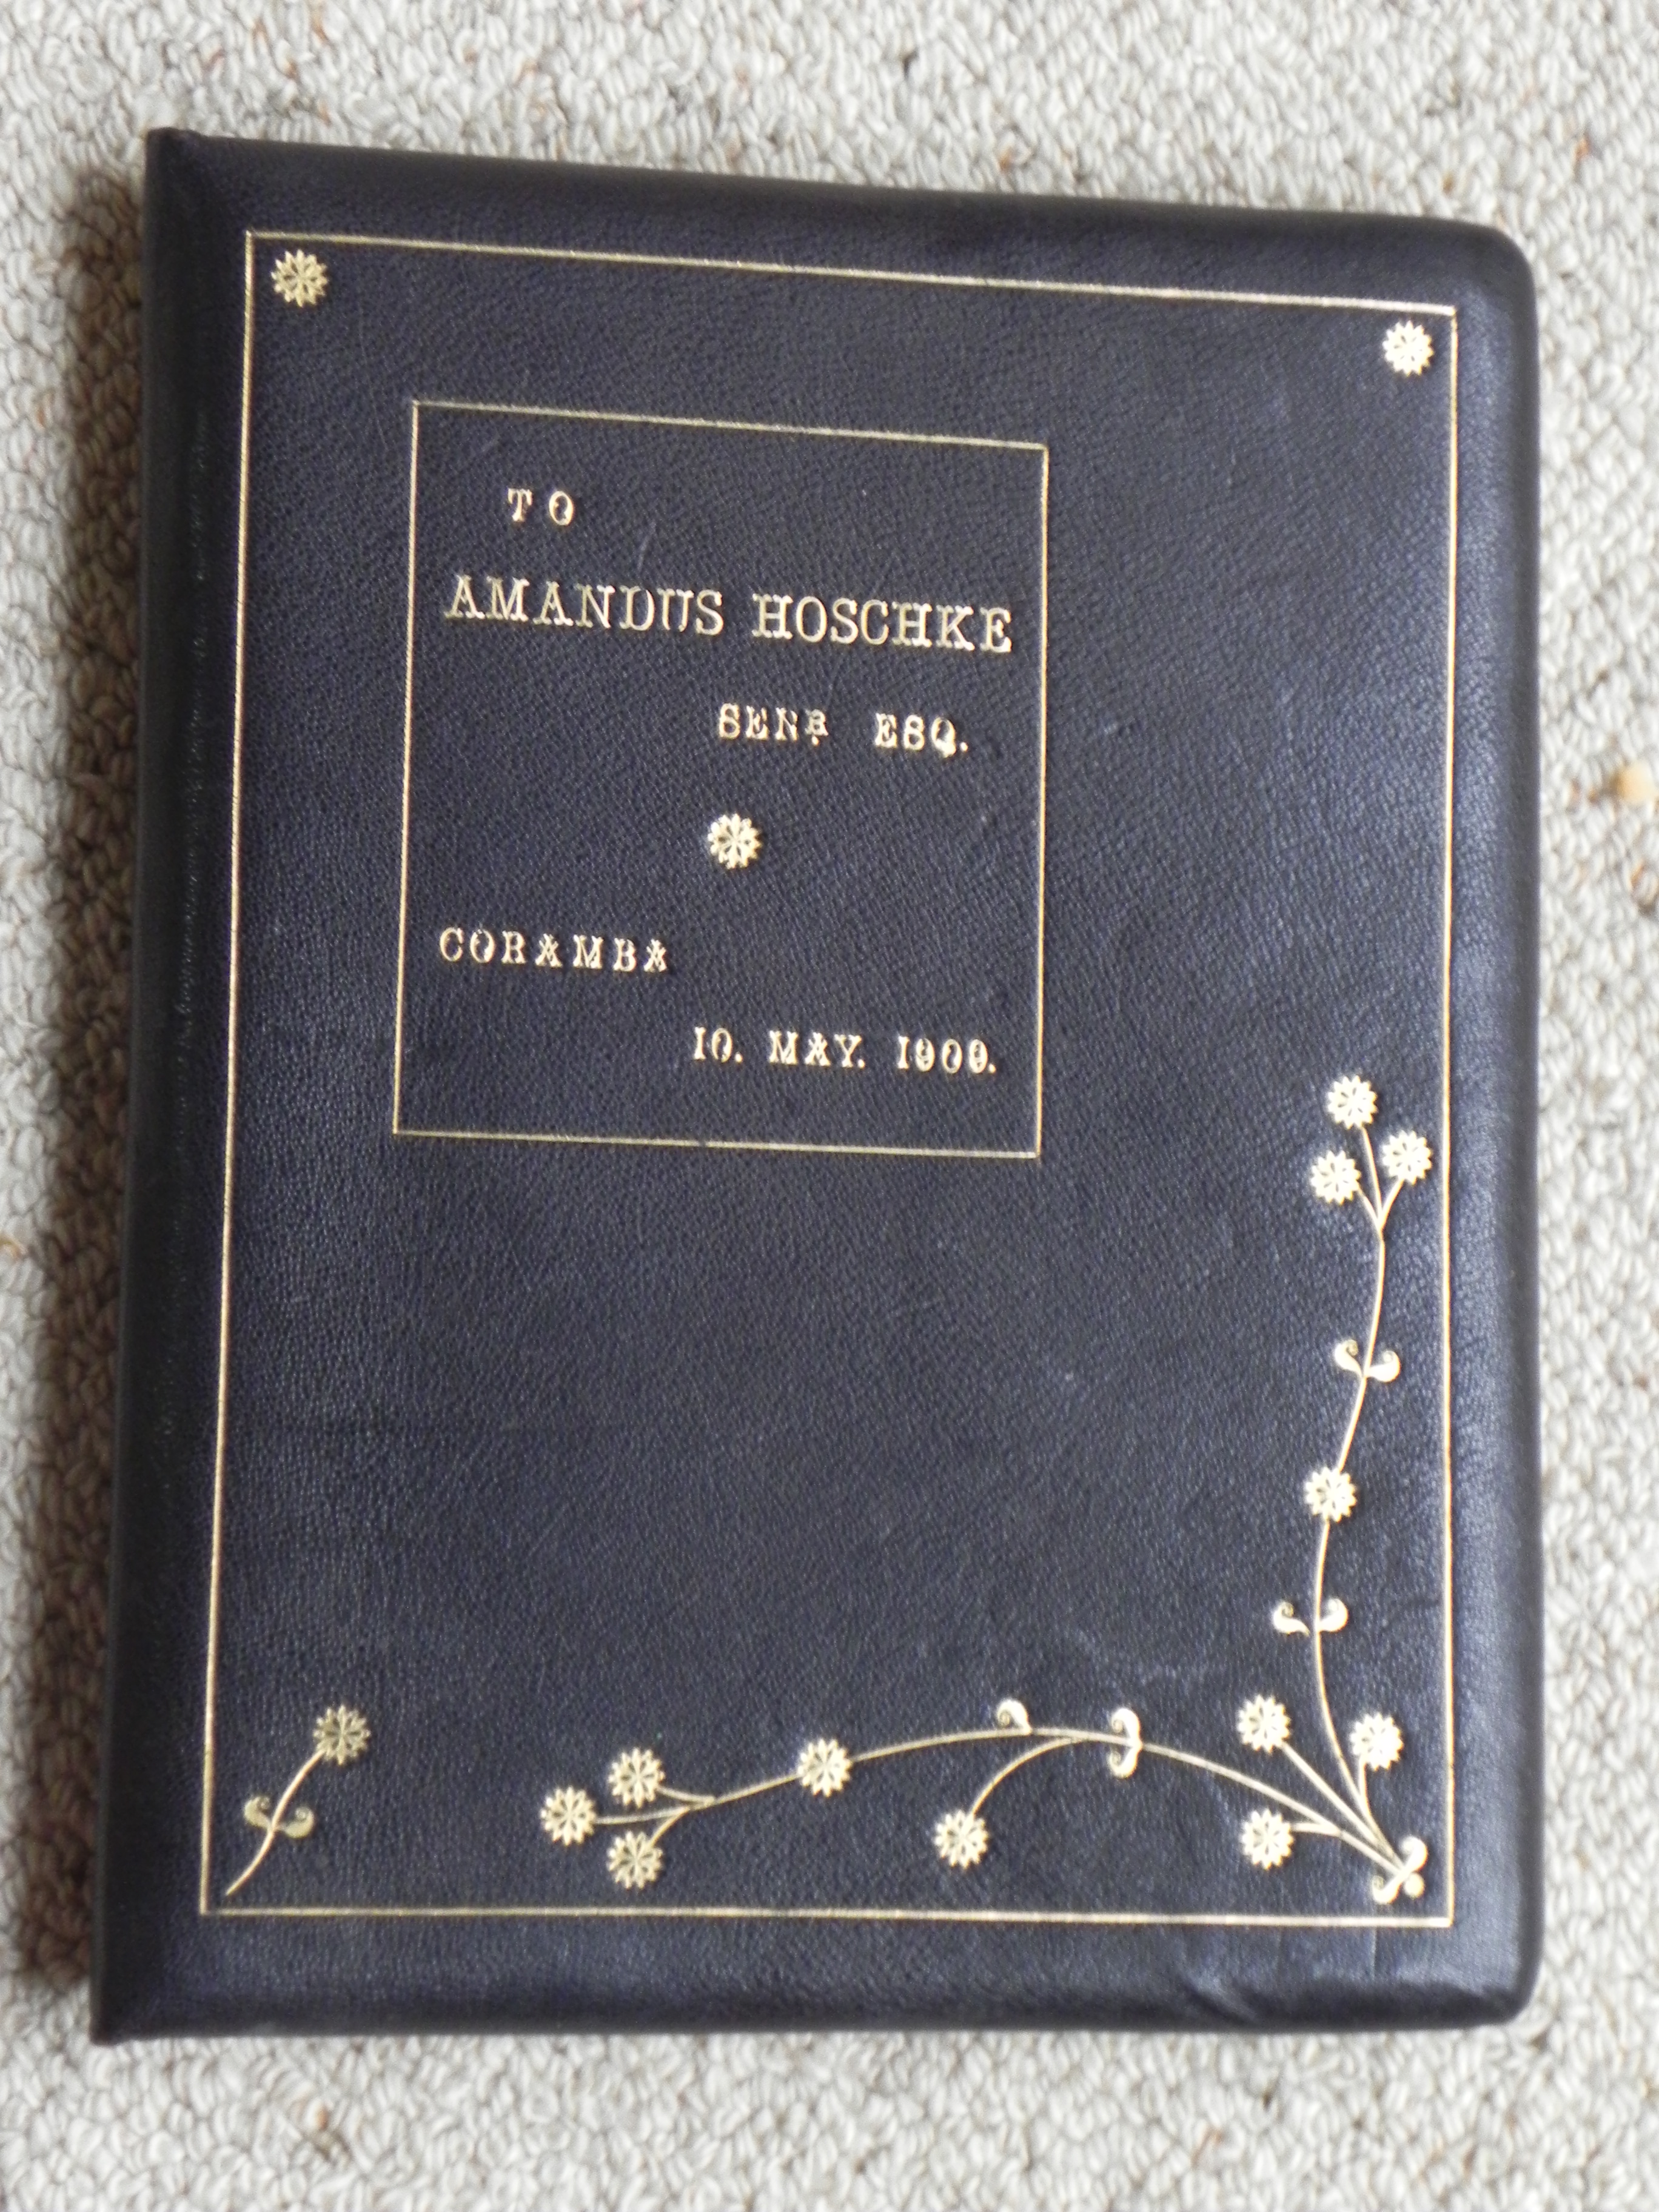 TO
AMANDUS HOSCHKE
SENR ESQ.
CORAMBA
10. MAY. 1909.